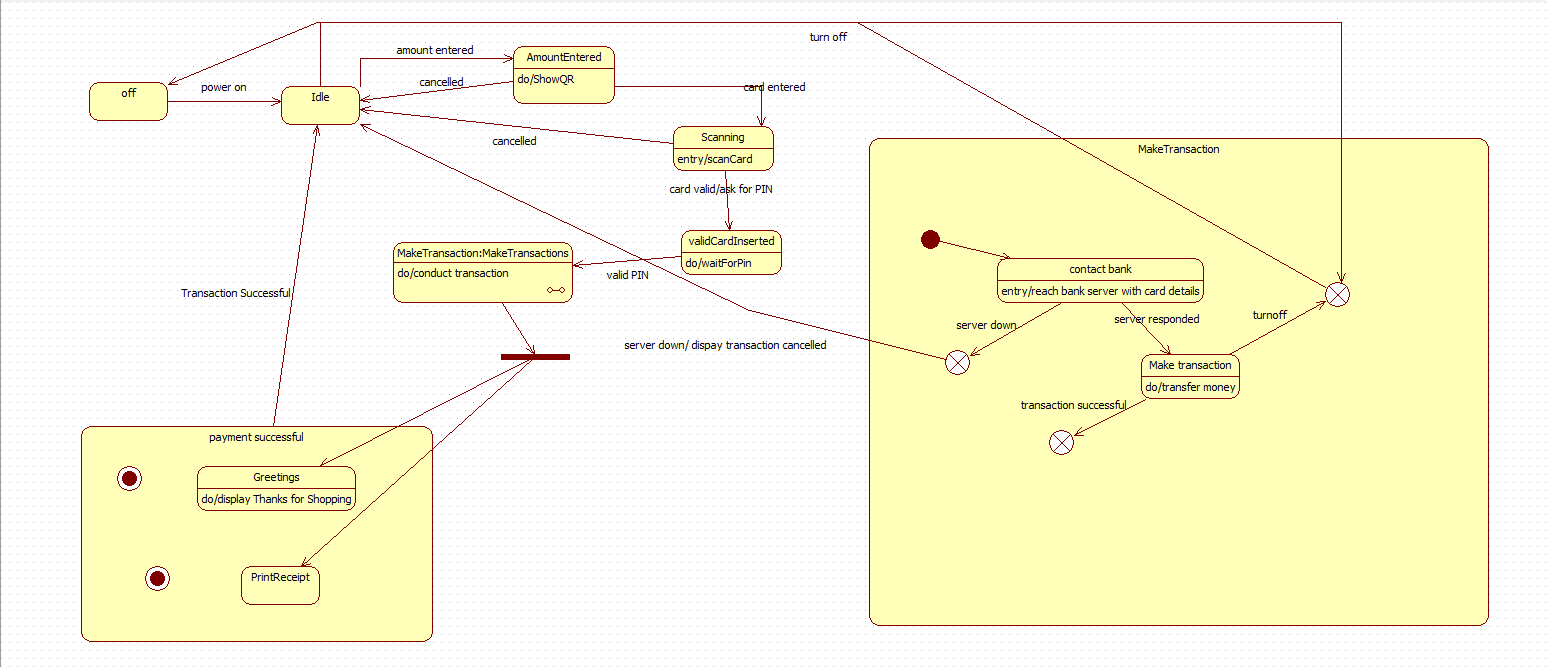 turn off
amount entered
AmountEntered
do/ShowQR
cancelled
card entered
off
power on
Idle
Scanning
entry/scanCard
cancelled
card valid/ask for PIN
validCardInserted
do/waitForPin
valid PIN
MakeTransaction:MakeTransactions
do/conduct transaction
Transaction Successful
server down/ dispay transaction cancelled
MakeTransaction
contact bank
entry/reach bank server with card details
server down
server responded
turnoff
Make transaction
do/transfer money
transaction successful
payment successful
Greetings
do/display Thanks for Shopping
PrintReceipt